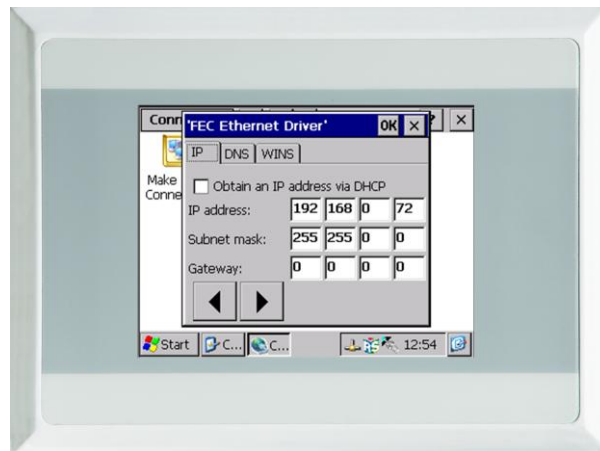 Conn
? ×
'FEC Ethernet Driver' OK ×
IP DNS WINS
Make
Conne
Obtain an IP address via DHCP
IP address: 192 168 0 72
Subnet mask: 255 255 0 0
Gateway: 0 0 0 0
Start C... C... 12:54